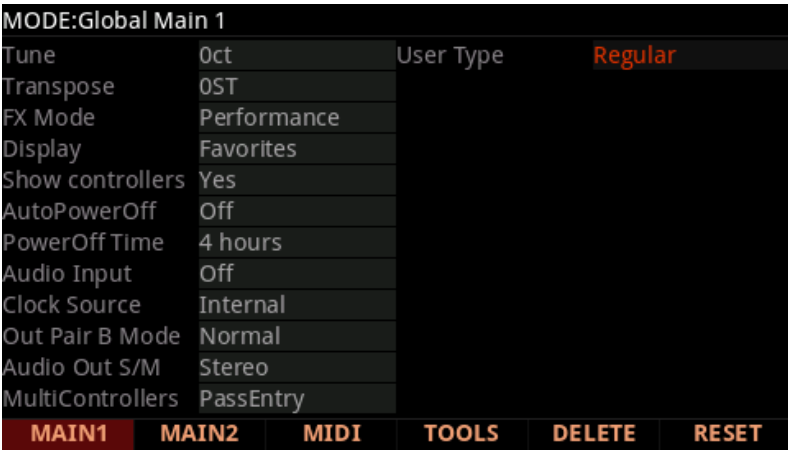 MODE:Global Main 1
Tune 0ct User Type Regular
Transpose 0ST
FX Mode Performance
Display Favorites
Show controllers Yes
AutoPowerOff Off
PowerOff Time 4 hours
Audio Input Off
Clock Source Internal
Out Pair B Mode Normal
Audio Out S/M Stereo
MultiControllers PassEntry
MAIN1 MAIN2 MIDI TOOLS DELETE RESET